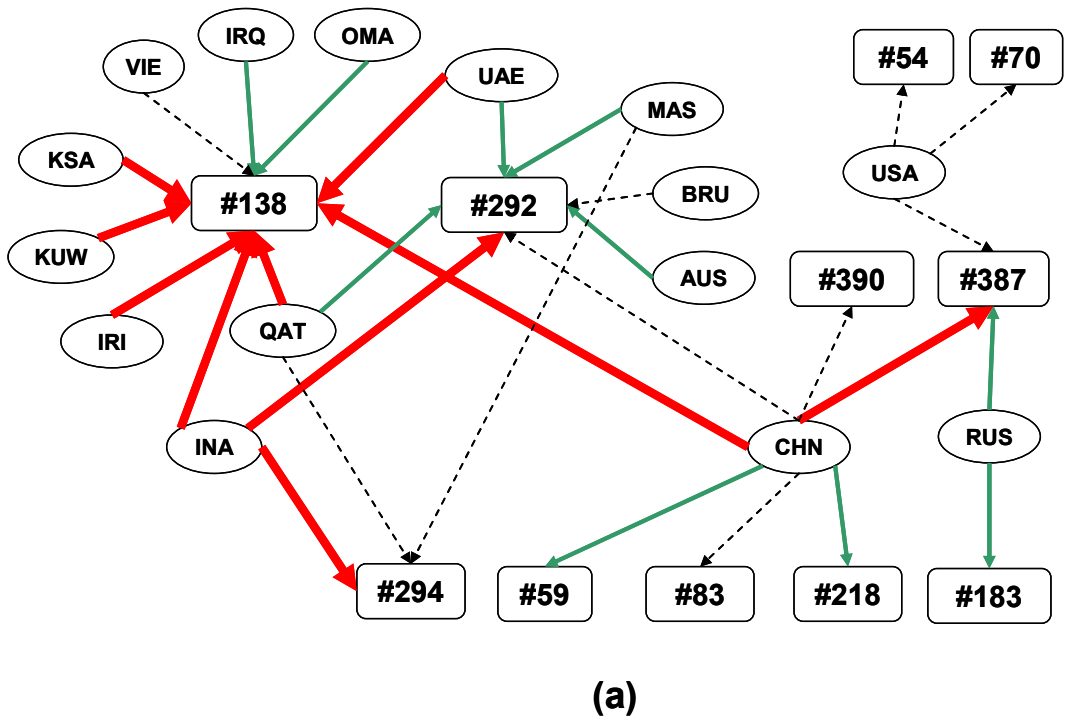 IRQ
OMA
VIE
UAE
#54
#70
MAS
KSA
USA
#138
#292
BRU
KUW
AUS
#390
#387
IRI
QAT
INA
CHN
RUS
#294
#59
#83
#218
#183
(a)